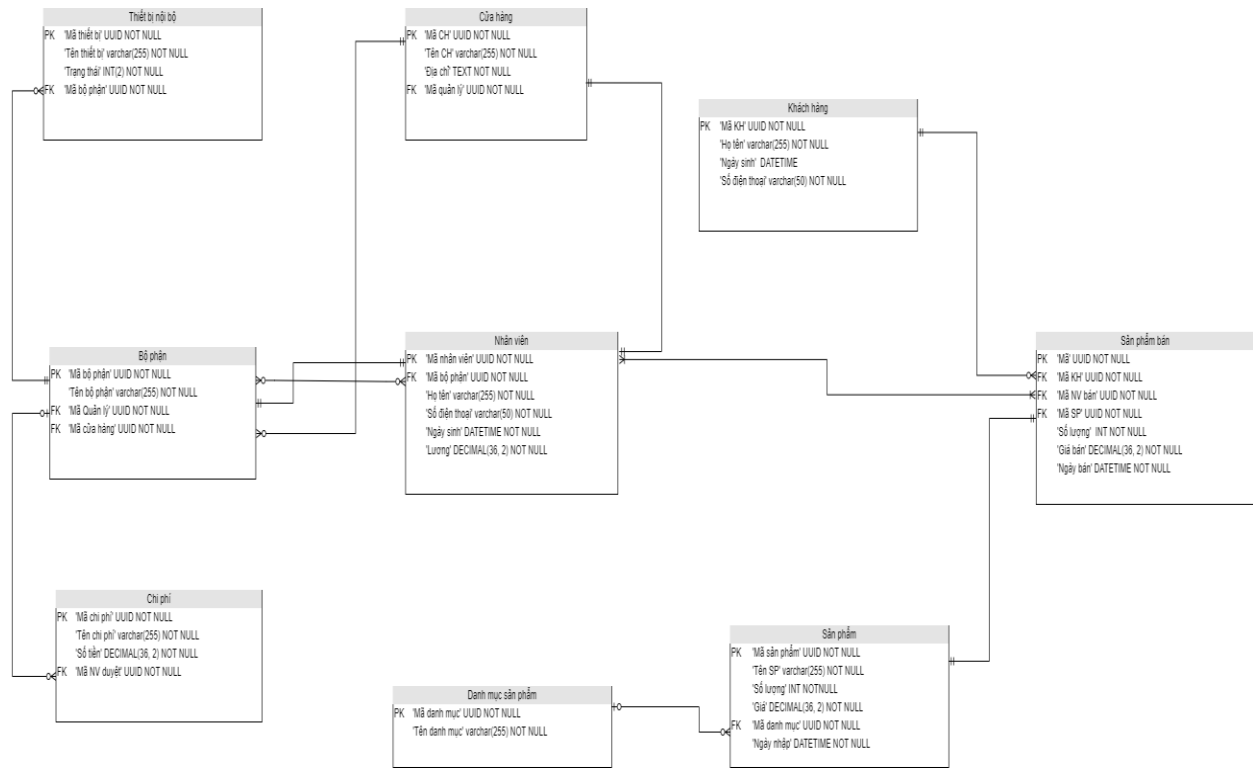 Thiết bị nội bộ
PK 'Mã thiết bị' UUID NOT NULL
'Tên thiết bị' varchar(255) NOT NULL
'Trạng thái' INT(2) NOT NULL
FK 'Mã bộ phận' UUID NOT NULL
Cửa hàng
PK 'Mã CH' UUID NOT NULL
'Tên CH' varchar(255) NOT NULL
'Địa chỉ' TEXT NOT NULL
FK 'Mã quản lý' UUID NOT NULL
Khách hàng
PK 'Mã KH' UUID NOT NULL
'Họ tên' varchar(255) NOT NULL
'Ngày sinh' DATETIME
'Số điện thoại' varchar(50) NOT NULL
Bộ phận
PK 'Mã bộ phận' UUID NOT NULL
'Tên bộ phận' varchar(255) NOT NULL
FK 'Mã Quản lý' UUID NOT NULL
FK 'Mã cửa hàng' UUID NOT NULL
Nhân viên
PK 'Mã nhân viên' UUID NOT NULL
FK 'Mã bộ phận' UUID NOT NULL
'Họ tên' varchar(255) NOT NULL
'Số điện thoại' varchar(50) NOT NULL
'Ngày sinh' DATETIME NOT NULL
'Lương' DECIMAL(36, 2) NOT NULL
Sản phẩm bán
PK 'Mã' UUID NOT NULL
FK 'Mã KH' UUID NOT NULL
FK 'Mã NV bán' UUID NOT NULL
FK 'Mã SP' UUID NOT NULL
'Số lượng' INT NOT NULL
'Giá bán' DECIMAL(36, 2) NOT NULL
'Ngày bán' DATETIME NOT NULL
Chi phí
PK 'Mã chi phí' UUID NOT NULL
'Tên chi phí' varchar(255) NOT NULL
'Số tiền' DECIMAL(36, 2) NOT NULL
FK 'Mã NV duyệt' UUID NOT NULL
Danh mục sản phẩm
PK 'Mã danh mục' UUID NOT NULL
'Tên danh mục' varchar(255) NOT NULL
Sản phẩm
PK 'Mã sản phẩm' UUID NOT NULL
'Tên SP' varchar(255) NOT NULL
'Số lượng' INT NOTNULL
'Giá' DECIMAL(36, 2) NOT NULL
FK 'Mã danh mục' UUID NOT NULL
'Ngày nhập' DATETIME NOT NULL